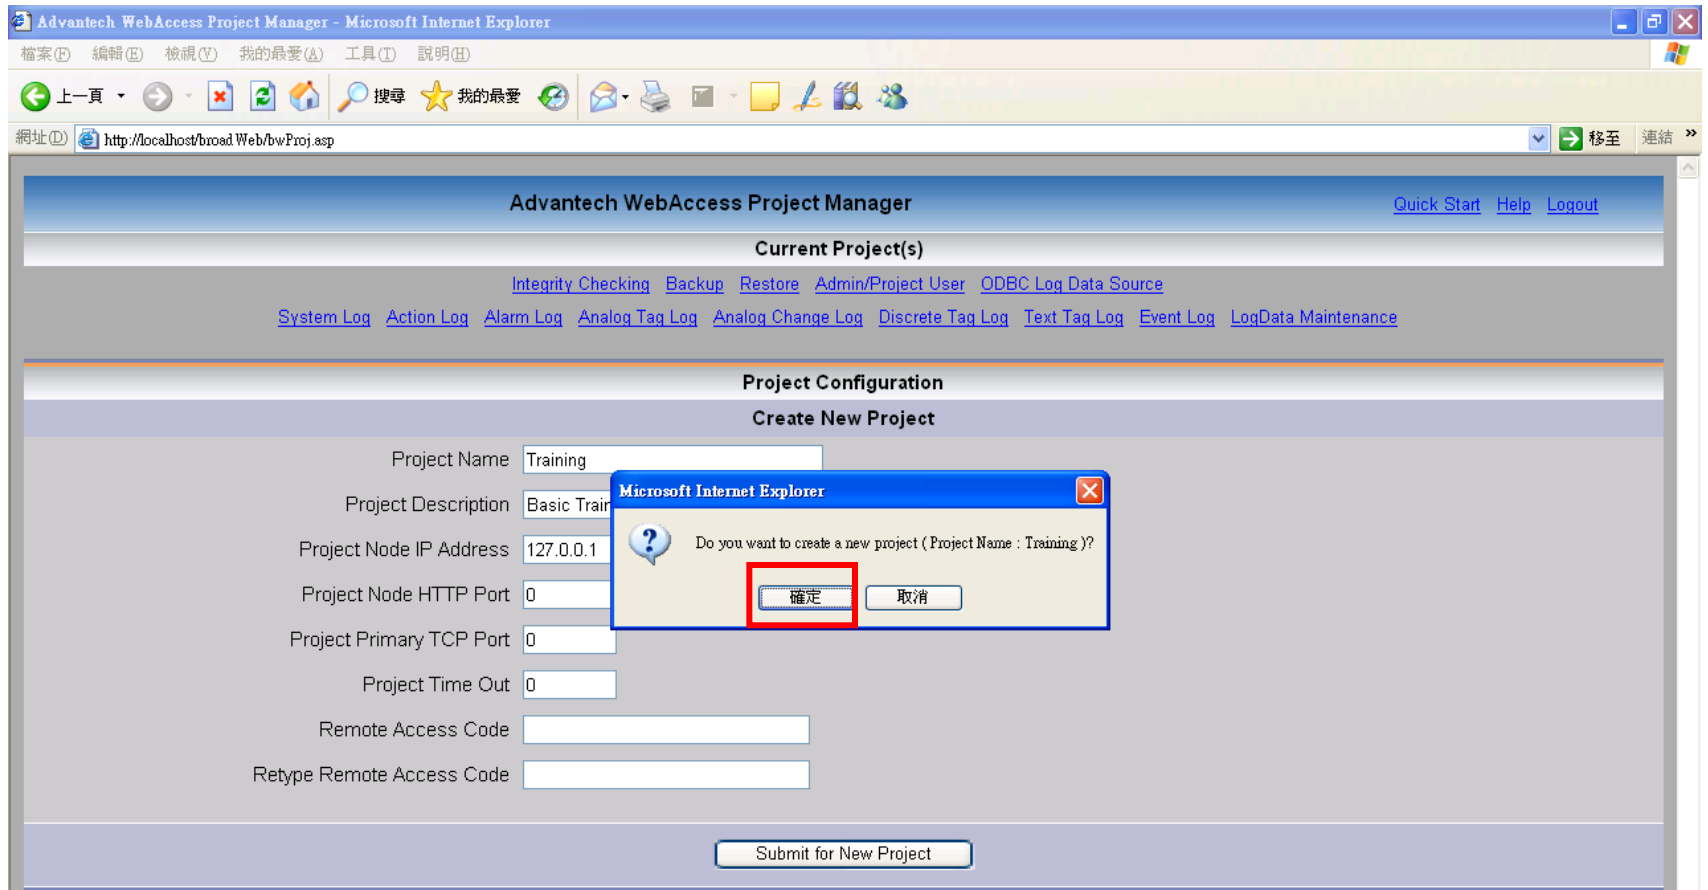 Advantech WebAccess Project Manager - Microsoft Internet Explorer
檔案(F) 編輯(E) 檢視(V) 我的最愛(A) 工具(T) 說明(H)
上一頁 搜尋 我的最愛
網址(D) http://localhost/broadWeb/bwProj.asp 移至 連結 »
Advantech WebAccess Project Manager Quick Start Help Logout
Current Project(s)
Integrity Checking Backup Restore Admin/Project User ODBC Log Data Source
System Log Action Log Alarm Log Analog Tag Log Analog Change Log Discrete Tag Log Text Tag Log Event Log LogData Maintenance
Project Configuration
Create New Project
Project Name Training
Project Description Basic Train
Project Node IP Address 127.0.0.1
Project Node HTTP Port 0
Project Primary TCP Port 0
Project Time Out 0
Remote Access Code
Retype Remote Access Code
Submit for New Project
Microsoft Internet Explorer
Do you want to create a new project ( Project Name : Training )?
確定 取消